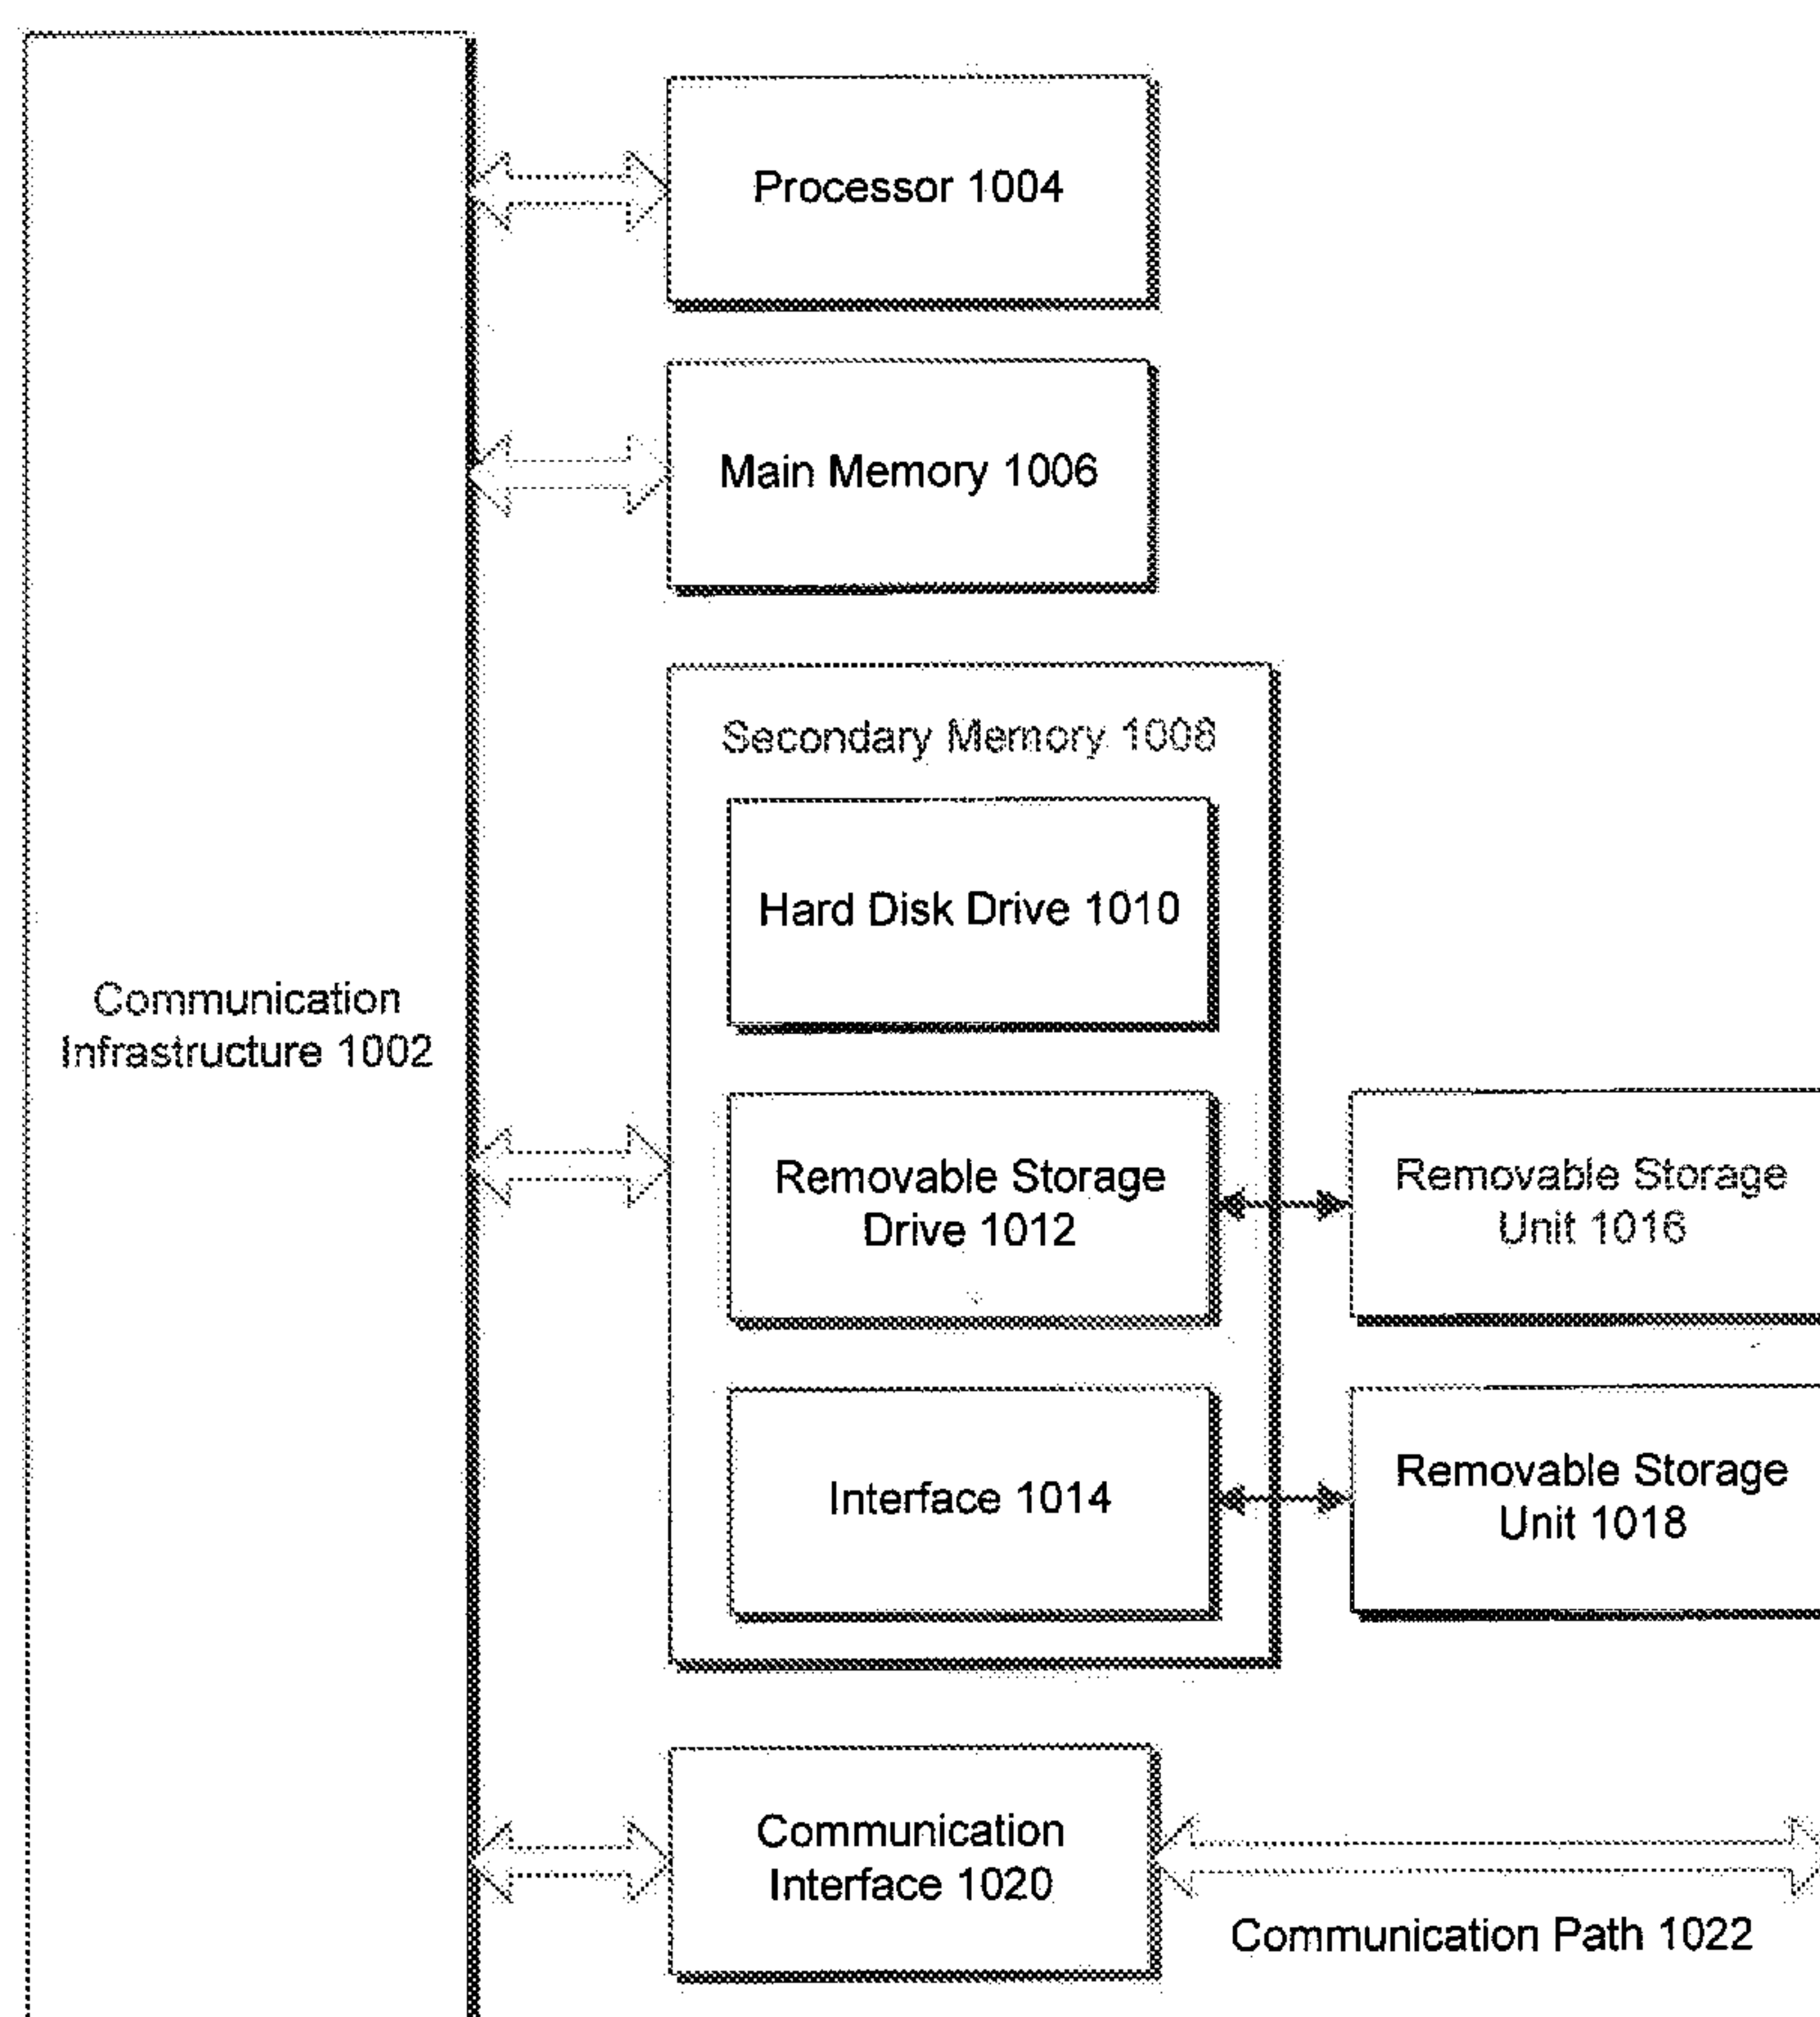 Processor 1004
Main Memory 1006
Secondary Memory 1008
Hard Disk Drive 1010
Communication
Infrastructure 1002
Removable Storage
Drive 1012
Removable Storage
Unit 1016
Interface 1014
Removable Storage
Unit 1018
Communication
Interface 1020
Communication Path 1022